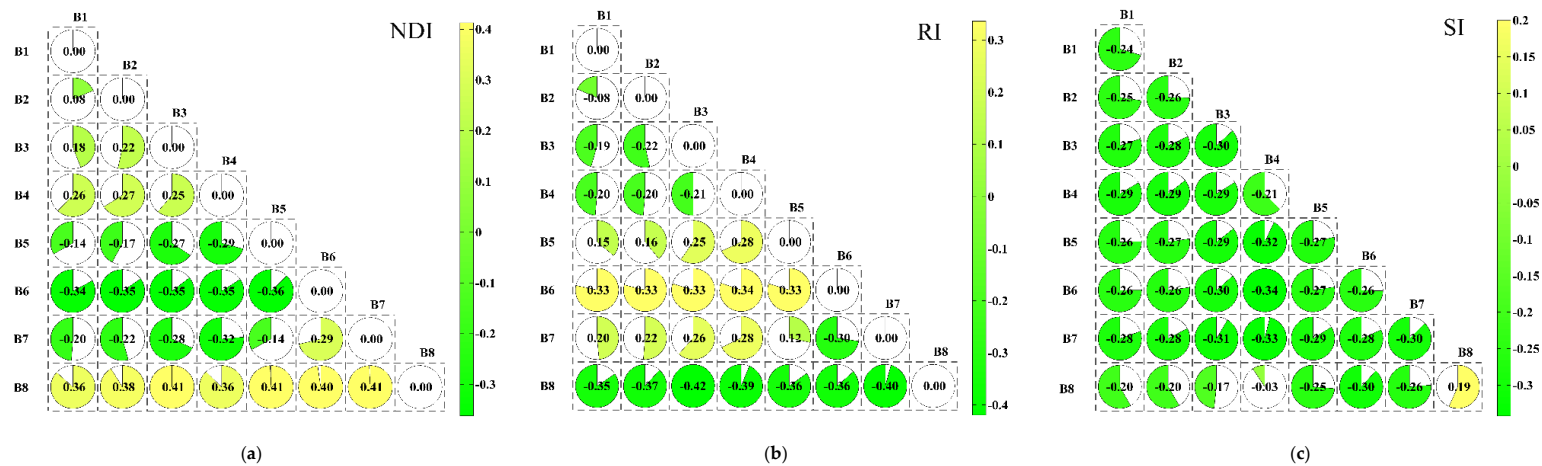 NDI
B1
B1 0.00
B2
B2 0.08 0.00
B3
B3 0.18 0.22 0.00
B4
B4 0.26 0.27 0.25 0.00
B5
B5 -0.14 -0.17 -0.27 -0.29 0.00
B6
B6 -0.34 -0.35 -0.35 -0.35 -0.36 0.00
B7
B7 -0.20 -0.22 -0.28 -0.32 -0.14 0.29 0.00
B8
B8 0.36 0.38 0.41 0.36 0.41 0.40 0.41 0.00
0.4
0.3
0.2
0.1
0
-0.1
-0.2
-0.3
(a)
RI
B1
B1 0.00
B2
B2 -0.08 0.00
B3
B3 -0.19 -0.22 0.00
B4
B4 -0.20 -0.20 -0.21 0.00
B5
B5 0.15 0.16 0.25 0.28 0.00
B6
B6 0.33 0.33 0.33 0.34 0.33 0.00
B7
B7 0.20 0.22 0.26 0.28 0.12 -0.30 0.00
B8
B8 -0.35 -0.37 -0.42 -0.39 -0.36 -0.36 -0.40 0.00
0.3
0.2
0.1
0
-0.1
-0.2
-0.3
-0.4
(b)
SI
B1
B1 -0.24
B2
B2 -0.25 -0.26
B3
B3 -0.27 -0.28 -0.30
B4
B4 -0.29 -0.29 -0.29 -0.21
B5
B5 -0.26 -0.27 -0.29 -0.32 -0.27
B6
B6 -0.26 -0.26 -0.30 -0.34 -0.27 -0.26
B7
B7 -0.28 -0.28 -0.31 -0.33 -0.29 -0.28 -0.30
B8
B8 -0.20 -0.20 -0.17 -0.03 -0.25 -0.30 -0.26 0.19
0.2
0.15
0.1
0.05
0
-0.05
-0.1
-0.15
-0.2
-0.25
-0.3
(c)